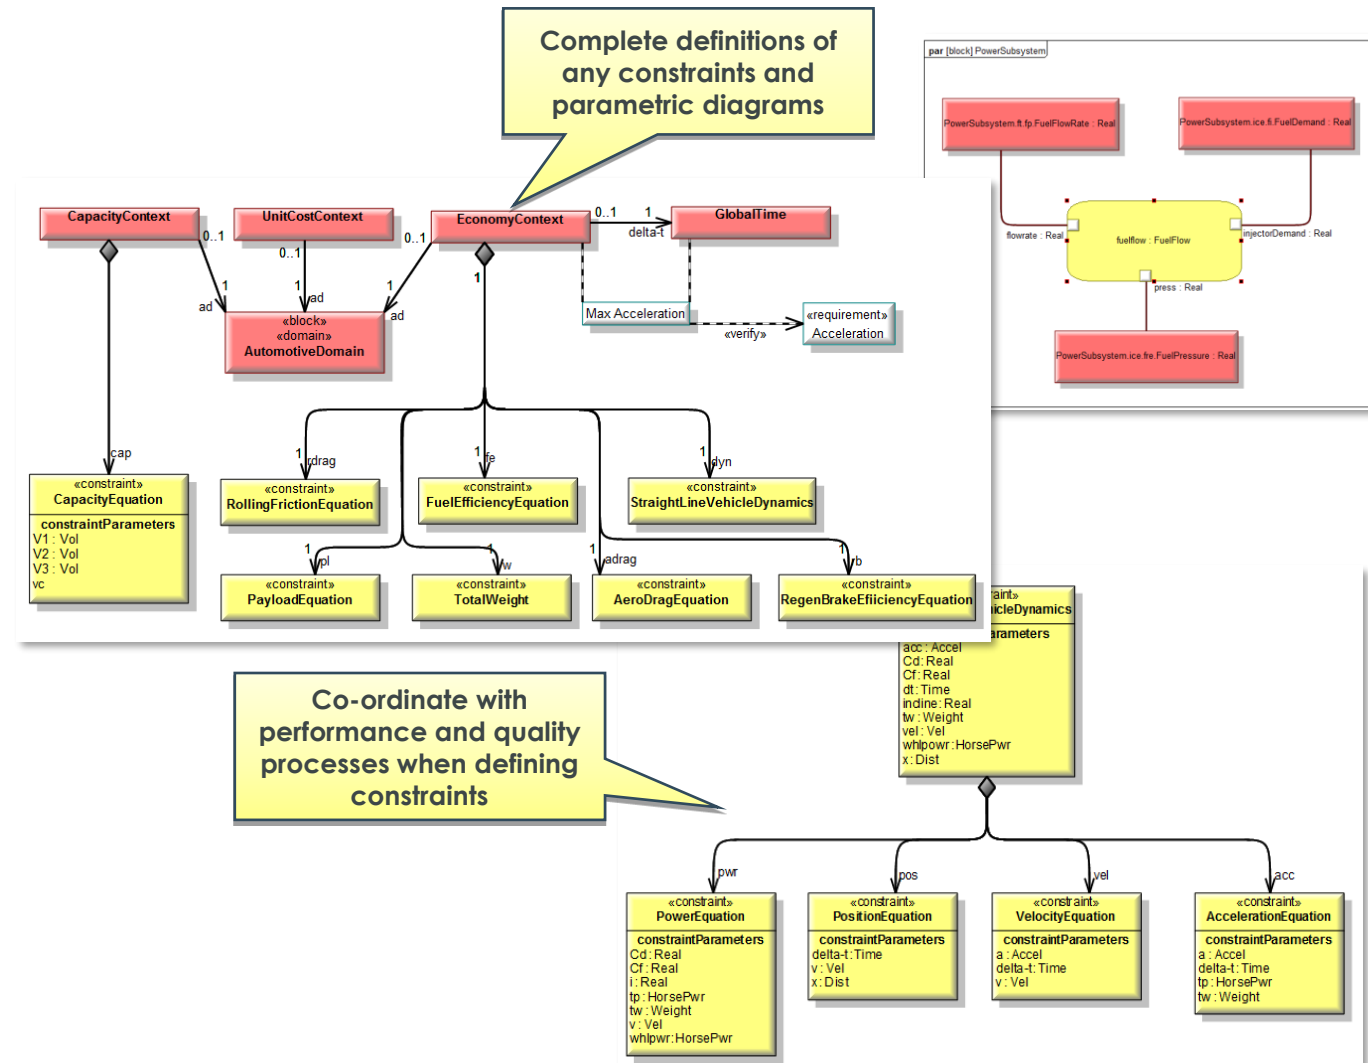 Complete definitions of
any constraints and
parametric diagrams
par [block] PowerSubsystem
PowerSubsystem.ft.fp.FuelFlowRate : Real
PowerSubsystem.ice.fi.FuelDemand : Real
flowrate : Real
fuelflow : FuelFlow
injectorDemand : Real
press : Real
PowerSubsystem.ice.fre.FuelPressure : Real
CapacityContext
UnitCostContext
EconomyContext
GlobalTime
0..1
1
delta-t
0..1
0..1
0..1
1
1
1
1
ad
ad
ad
«block»
«domain»
AutomotiveDomain
Max Acceleration
«verify»
«requirement»
Acceleration
cap
1
rdrag
1
fe
1
dyn
«constraint»
CapacityEquation
constraintParameters
V1 : Vol
V2 : Vol
V3 : Vol
vc
«constraint»
RollingFrictionEquation
«constraint»
FuelEfficiencyEquation
«constraint»
StraightLineVehicleDynamics
1
pl
1
w
1
adrag
1
rb
«constraint»
PayloadEquation
«constraint»
TotalWeight
«constraint»
AeroDragEquation
«constraint»
RegenBrakeEfiiciencyEquation
raint»
hicleDynamics
arameters
acc : Accel
Cd: Real
Cf: Real
dt: Time
indine: Real
tw : Weight
vel : Vel
whlpowr:HorsePwr
x: Dist
Co-ordinate with
performance and quality
processes when defining
constraints
pwr
pos
vel
acc
«constraint»
PowerEquation
constraintParameters
Cd: Real
Cf : Real
i : Real
tp : HorsePwr
tw : Weight
v : Vel
whlpwr: HorsePwr
«constraint»
PositionEquation
constraintParameters
delta-t: Time
v : Vel
x : Dist
«constraint»
VelocityEquation
constraintParameters
a : Accel
delta-t: Time
v : Vel
«constraint»
AccelerationEquation
constraintParameters
a : Accel
delta-t: Time
tp : HorsePwr
tw : Weight